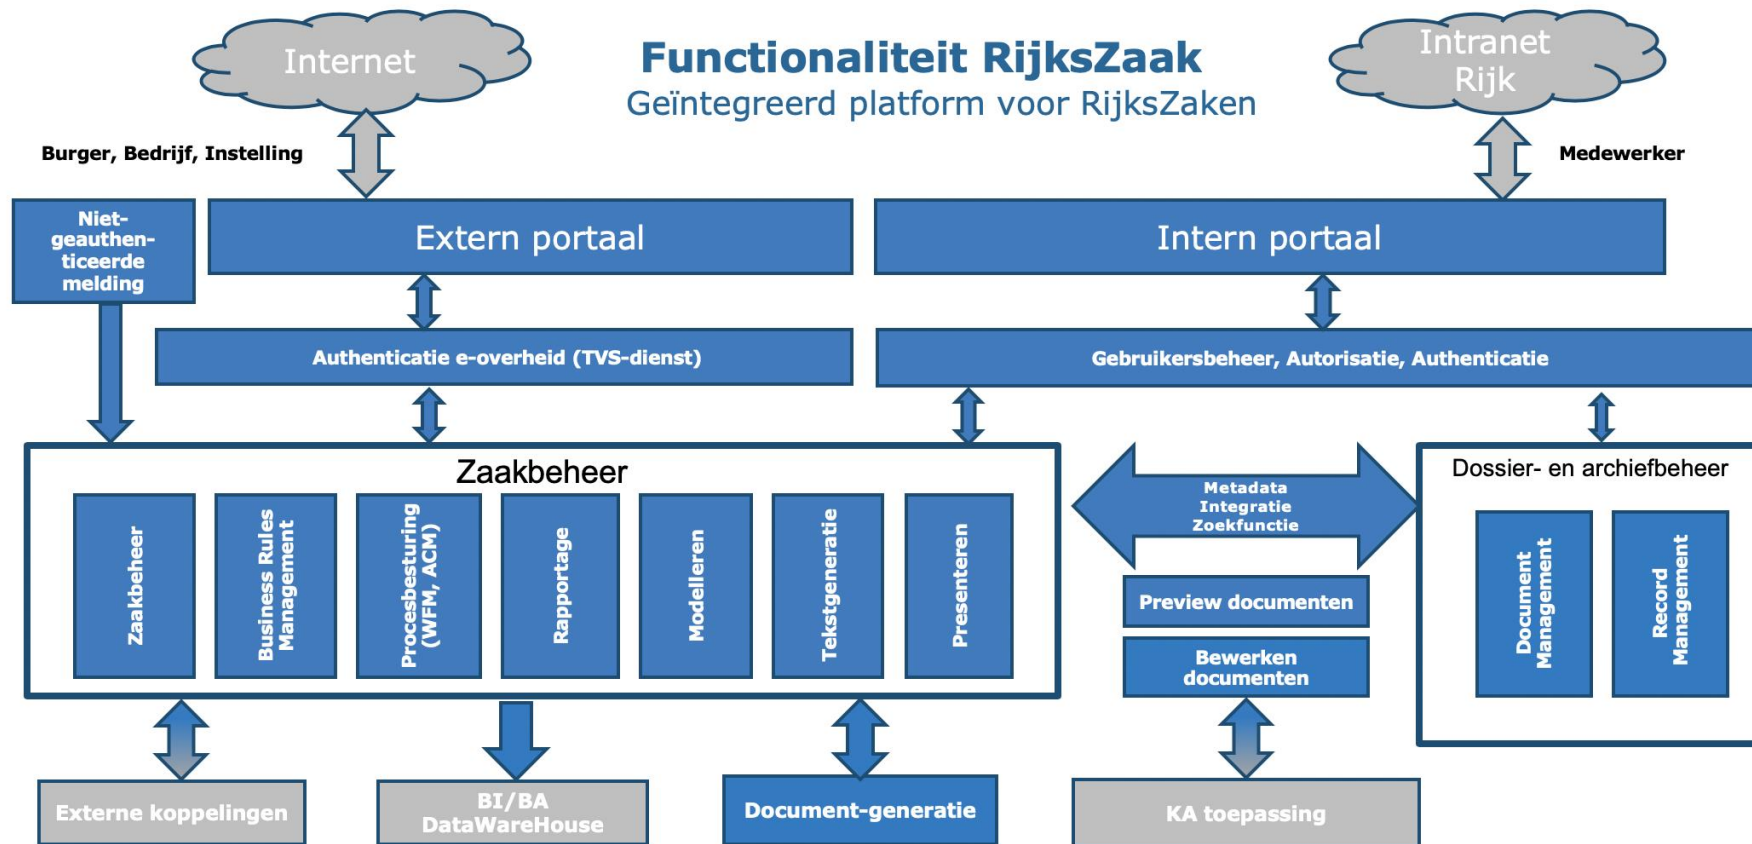 Internet
Functionaliteit RijksZaak
Geïntegreerd platform voor RijksZaken
Intranet
Rijk
Burger, Bedrijf, Instelling
Medewerker
Niet-
geauthen-
ticeerde
melding
Extern portaal
Intern portaal
Authenticatie e-overheid (TVS-dienst)
Gebruikersbeheer, Autorisatie, Authenticatie
Zaakbeheer
Zaakbeheer
Business Rules
Management
Procesbesturing
(WFM, ACM)
Rapportage
Modelleren
Tekstgeneratie
Presenteren
Metadata
Integratie
Zoekfunctie
Preview documenten
Bewerken
documenten
Dossier- en archiefbeheer
Document
Management
Record
Management
Externe koppelingen
BI/BA
DataWareHouse
Document-generatie
KA toepassing